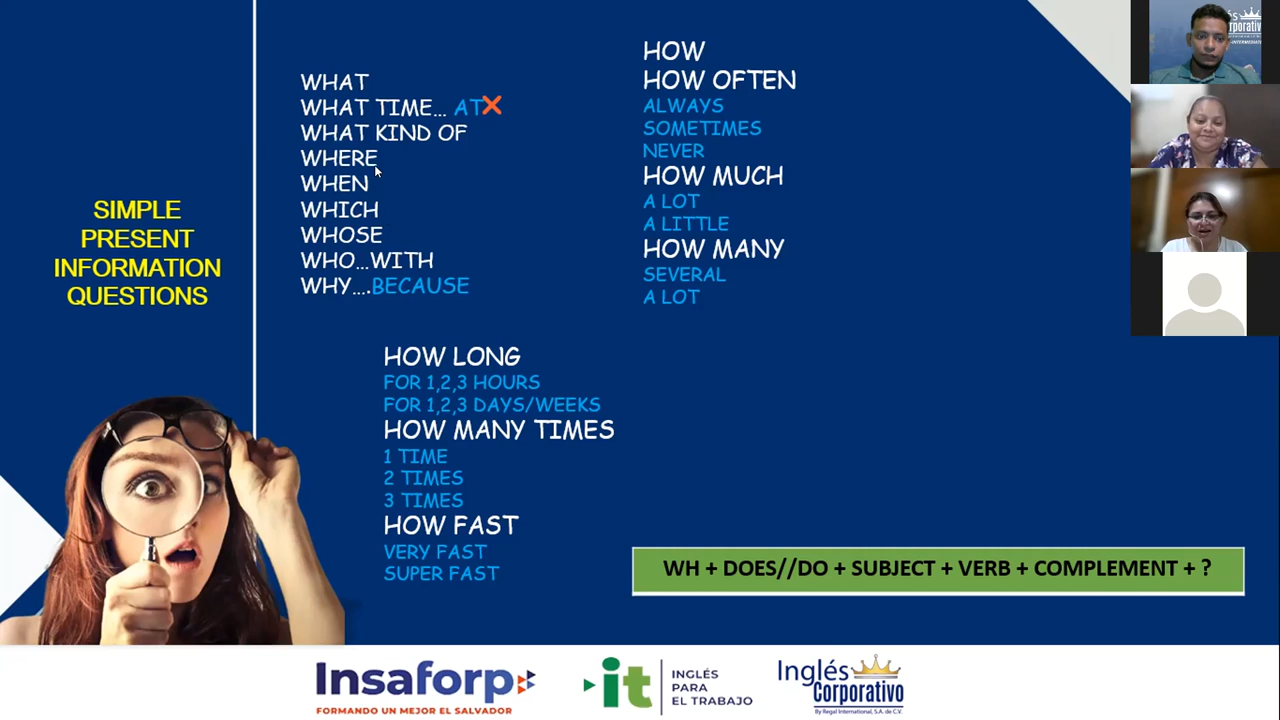 SIMPLE
PRESENT
INFORMATION
QUESTIONS
WHAT
WHAT TIME... AT❌
WHAT KIND OF
WHERE
WHEN
WHICH
WHOSE
WHO...WITH
WHY....BECAUSE
HOW
HOW OFTEN
ALWAYS
SOMETIMES
NEVER
HOW MUCH
A LOT
A LITTLE
HOW MANY
SEVERAL
A LOT
HOW LONG
FOR 1,2,3 HOURS
FOR 1,2,3 DAYS/WEEKS
HOW MANY TIMES
1 TIME
2 TIMES
3 TIMES
HOW FAST
VERY FAST
SUPER FAST
WH + DOES//DO + SUBJECT + VERB + COMPLEMENT + ?
Insaforp
FORMANDO UN MEJOR EL SALVADOR
it
INGLÉS
PARA
EL TRABAJO
Inglés
Corporativo
By Regal International, S.A. de C.V.